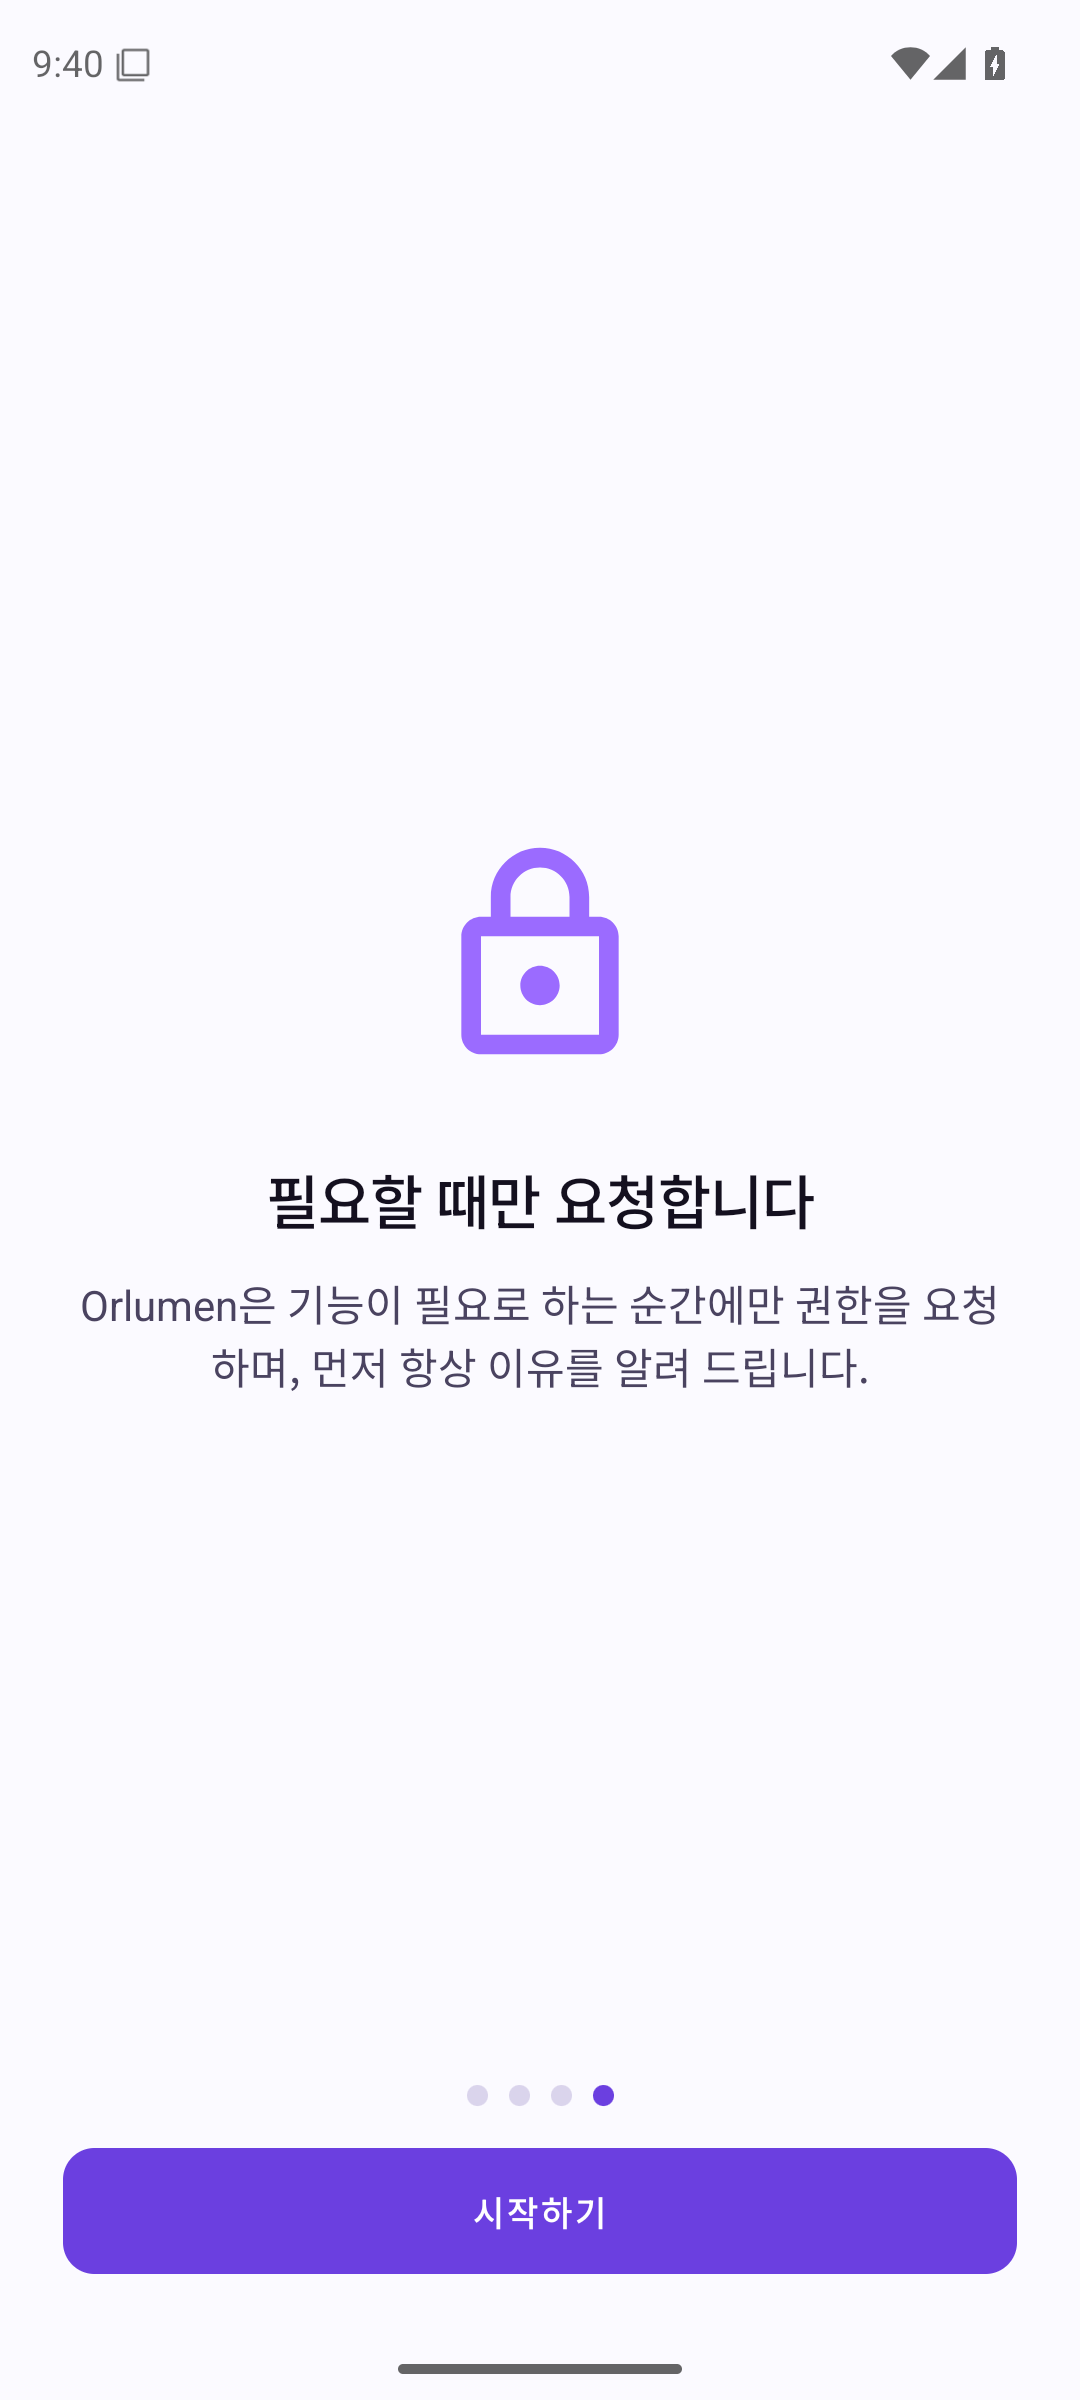 9:40
필요할 때만 요청합니다
Orlumen은 기능이 필요로 하는 순간에만 권한을 요청
하며, 먼저 항상 이유를 알려 드립니다.
시작하기